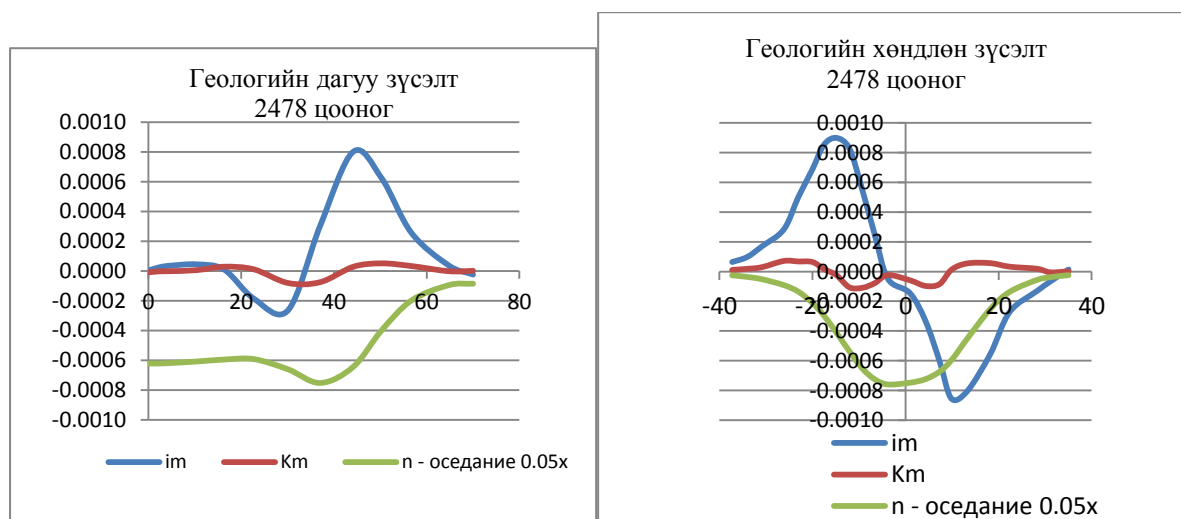 Геологийн дагуу зүсэлт
2478 цооног
0.0010
0.0008
0.0006
0.0004
0.0002
0.0000
-0.0002
-0.0004
-0.0006
-0.0008
-0.0010
0 20 40 60 80
im Km n - оседание 0.05x
Геологийн хөндлөн зүсэлт
2478 цооног
0.0010
0.0008
0.0006
0.0004
0.0002
0.0000
-0.0002
-0.0004
-0.0006
-0.0008
-0.0010
-40 -20 0 20 40
im
Km
n - оседание 0.05x